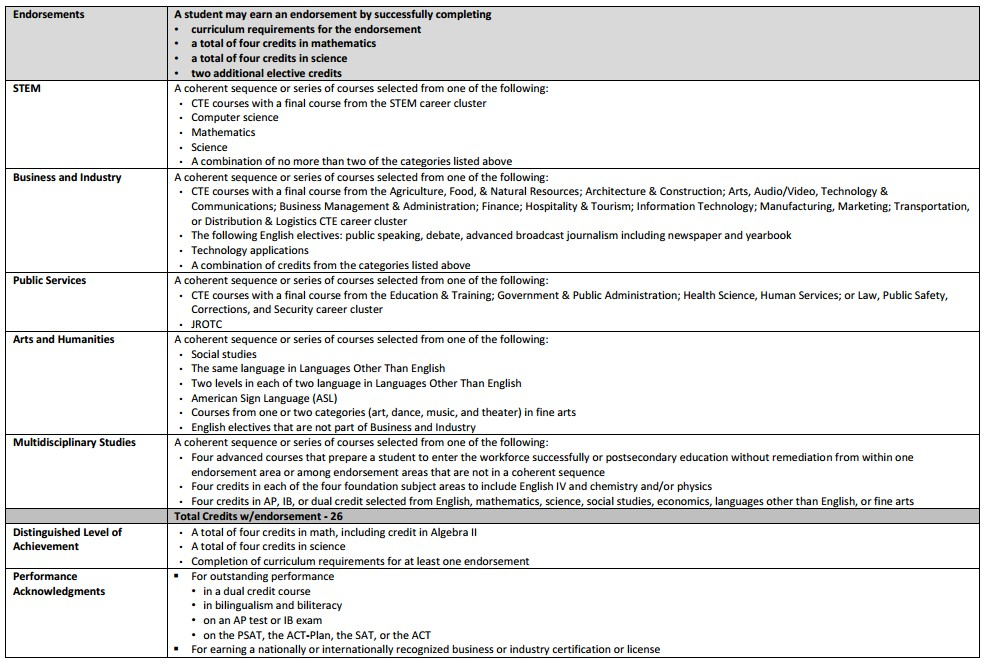 Endorsements
A student may earn an endorsement by successfully completing
• curriculum requirements for the endorsement
• a total of four credits in mathematics
• a total of four credits in science
• two additional elective credits
STEM
A coherent sequence or series of courses selected from one of the following:
• CTE courses with a final course from the STEM career cluster
• Computer science
• Mathematics
• Science
• A combination of no more than two of the categories listed above
Business and Industry
A coherent sequence or series of courses selected from one of the following:
• CTE courses with a final course from the Agriculture, Food, & Natural Resources; Architecture & Construction; Arts, Audio/Video, Technology &
Communications; Business Management & Administration; Finance; Hospitality & Tourism; Information Technology; Manufacturing, Marketing; Transportation,
or Distribution & Logistics CTE career cluster
• The following English electives: public speaking, debate, advanced broadcast journalism including newspaper and yearbook
• Technology applications
• A combination of credits from the categories listed above
Public Services
A coherent sequence or series of courses selected from one of the following:
• CTE courses with a final course from the Education & Training; Government & Public Administration; Health Science, Human Services; or Law, Public Safety,
Corrections, and Security career cluster
• JROTC
Arts and Humanities
A coherent sequence or series of courses selected from one of the following:
• Social studies
• The same language in Languages Other Than English
• Two levels in each of two language in Languages Other Than English
• American Sign Language (ASL)
• Courses from one or two categories (art, dance, music, and theater) in fine arts
• English electives that are not part of Business and Industry
Multidisciplinary Studies
A coherent sequence or series of courses selected from one of the following:
• Four advanced courses that prepare a student to enter the workforce successfully or postsecondary education without remediation from within one
endorsement area or among endorsement areas that are not in a coherent sequence
• Four credits in each of the four foundation subject areas to include English IV and chemistry and/or physics
• Four credits in AP, IB, or dual credit selected from English, mathematics, science, social studies, economics, languages other than English, or fine arts
Total Credits w/endorsement - 26
Distinguished Level of
Achievement
• A total of four credits in math, including credit in Algebra II
• A total of four credits in science
• Completion of curriculum requirements for at least one endorsement
Performance
Acknowledgments
▪ For outstanding performance
• in a dual credit course
• in bilingualism and biliteracy
• on an AP test or IB exam
• on the PSAT, the ACT-Plan, the SAT, or the ACT
▪ For earning a nationally or internationally recognized business or industry certification or license